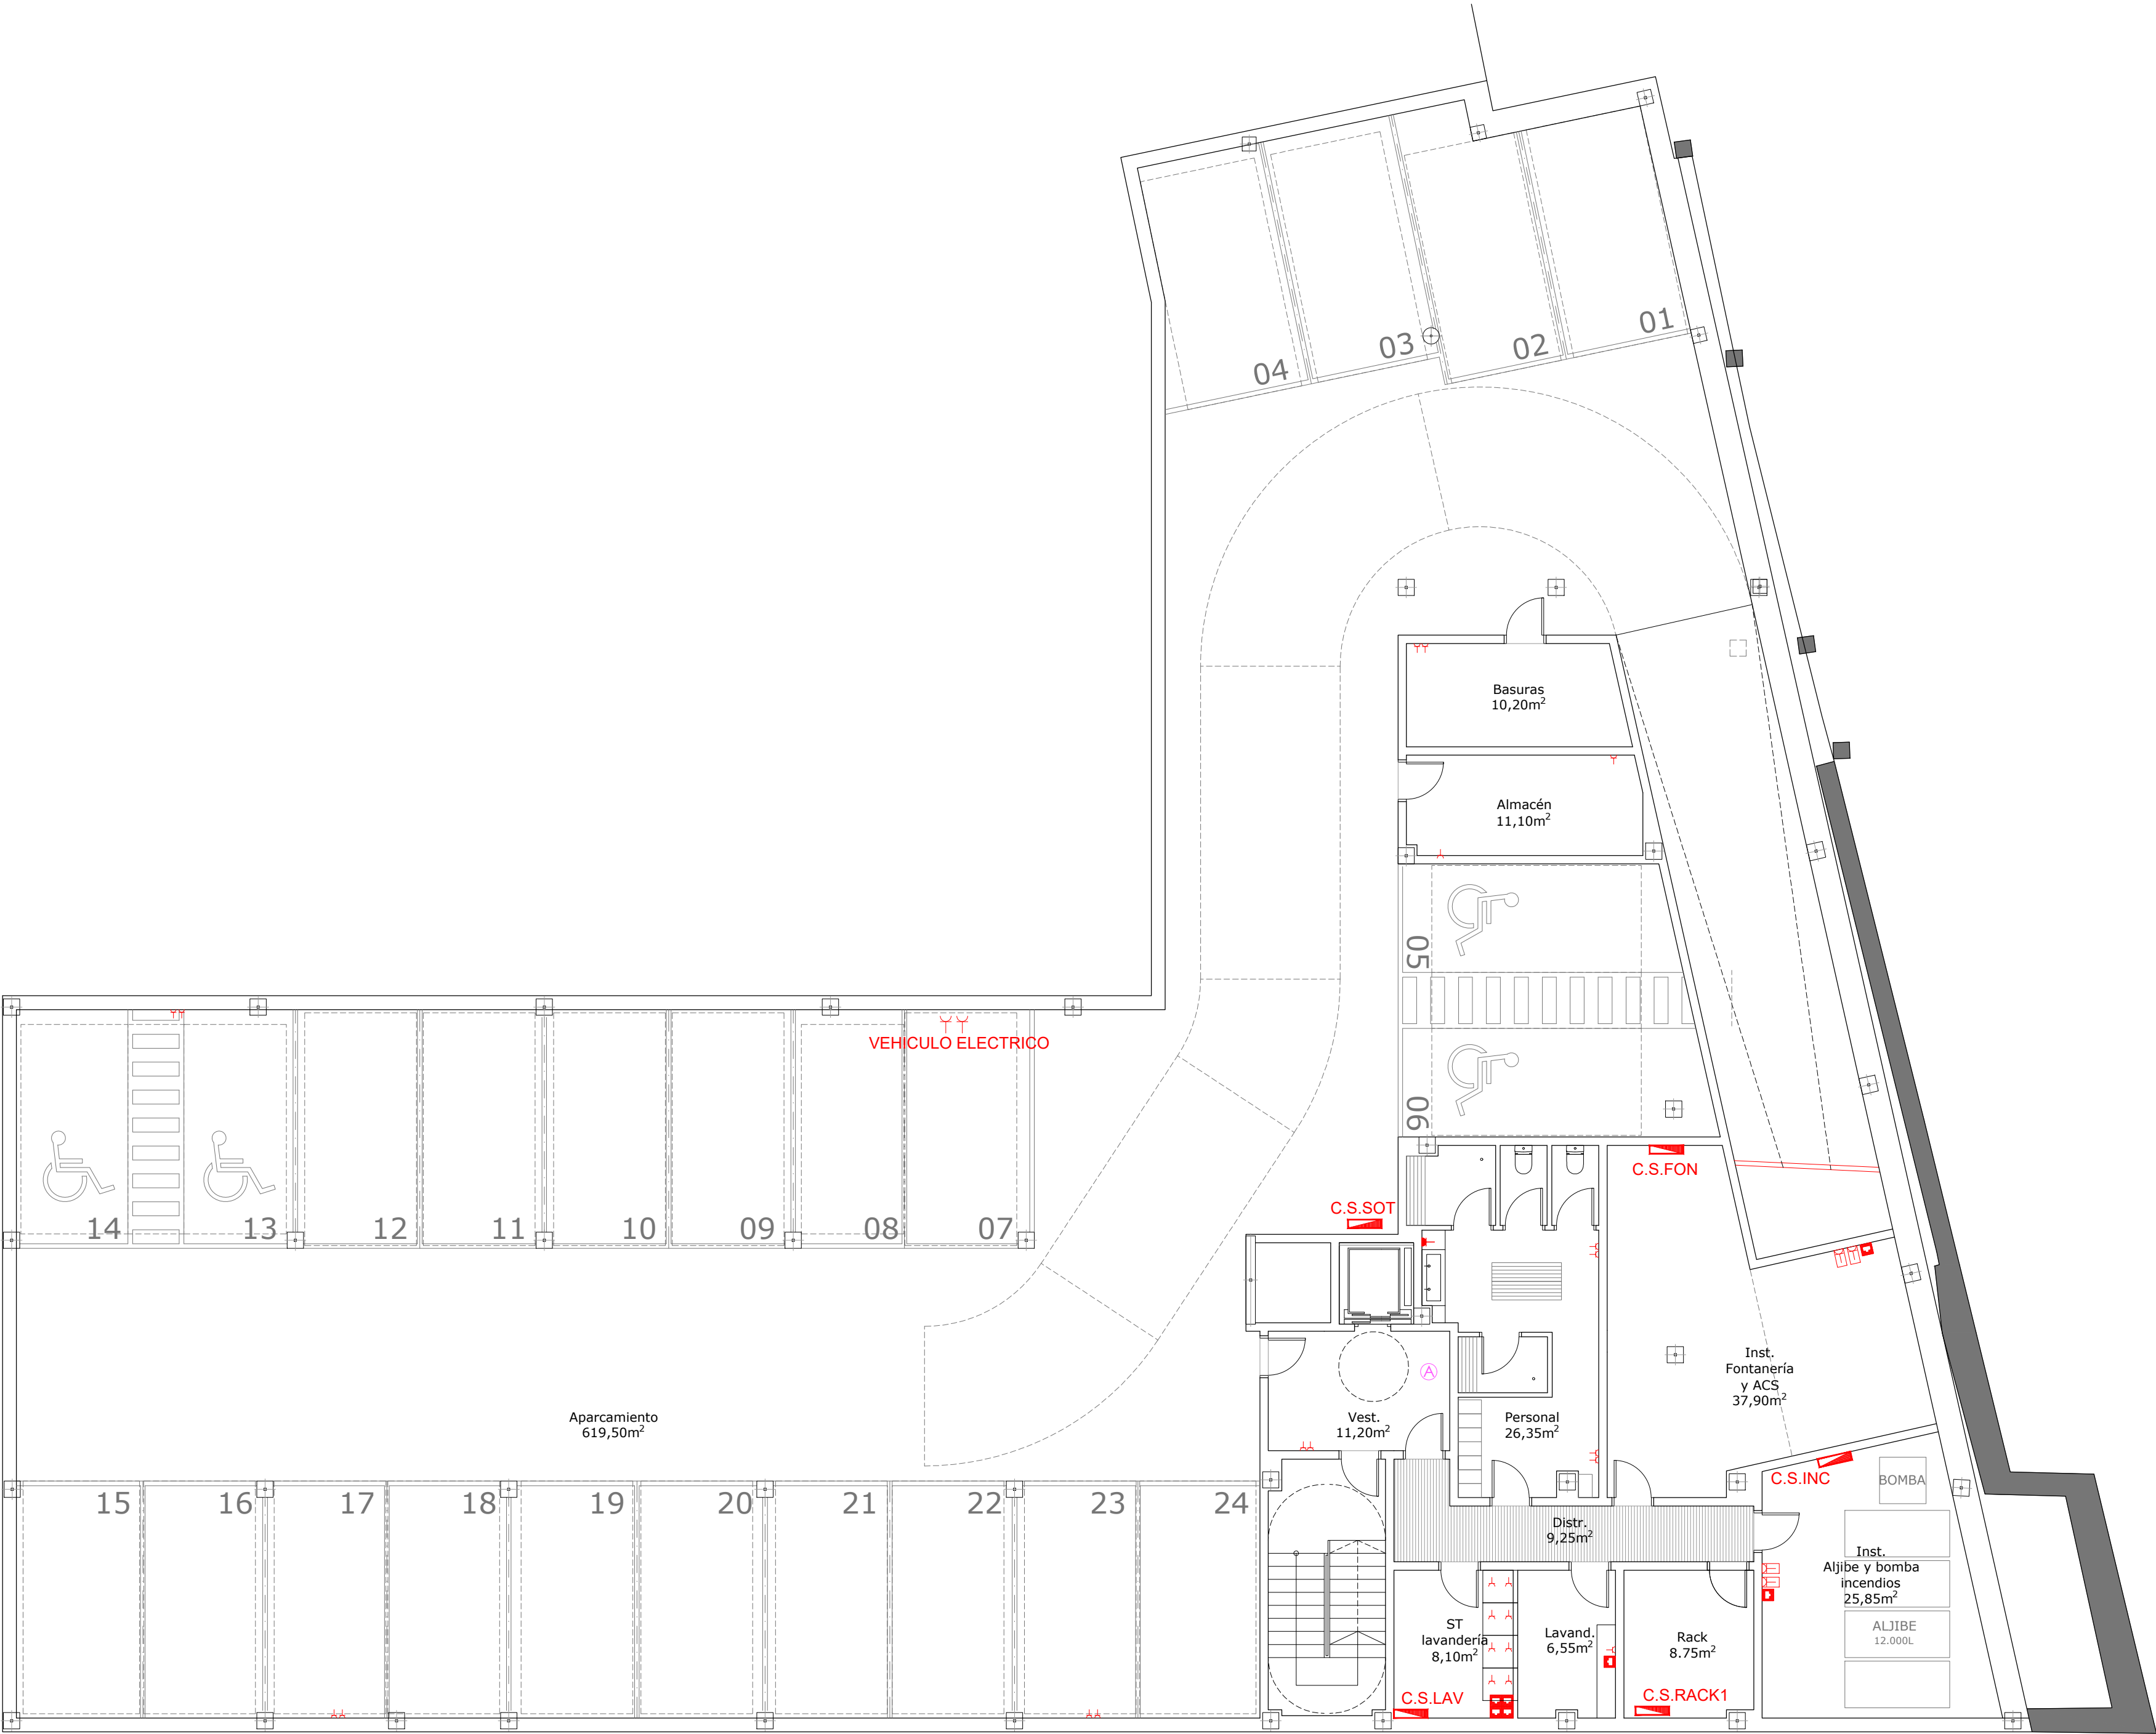 01
02
03
04
Basuras
10,20m²
Almacén
11,10m²
05
06
VEHICULO ELECTRICO
C.S.FON
C.S.SOT
14
13
12
11
10
09
08
07
Inst.
Fontanería
y ACS
37,90m²
A
Aparcamiento
619,50m²
Vest.
11,20m²
Personal
26,35m²
C.S.INC
BOMBA
15
16
17
18
19
20
21
22
23
24
Distr.
9,25m²
Inst.
Aljibe y bomba
incendios
25,85m²
ALJIBE
12.000L
ST
lavandería
8,10m²
Lavand.
6,55m²
Rack
8.75m²
C.S.LAV
C.S.RACK1